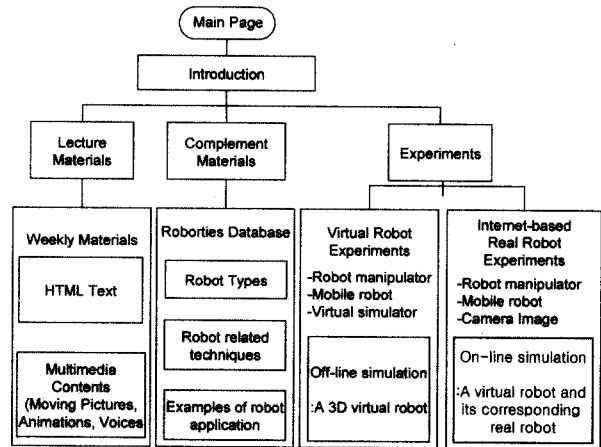 Main Page
Introduction
Lecture
Materials
Complement
Materials
Experiments
Weekly Materials
HTML Text
Multimedia
Contents
(Moving Pictures,
Animations, Voices
Roborties Database
Robot Types
Robot related
techniques
Examples of robot
application
Virtual Robot
Experiments
-Robot manipulator
-Mobile robot
-Virtual simulator
Off-line simulation
:A 3D virtual robot
Internet-based
Real Robot
Experiments
-Robot manipulator
-Mobile robot
-Camera Image
On-line simulation
:A virtual robot and
its corresponding
real robot